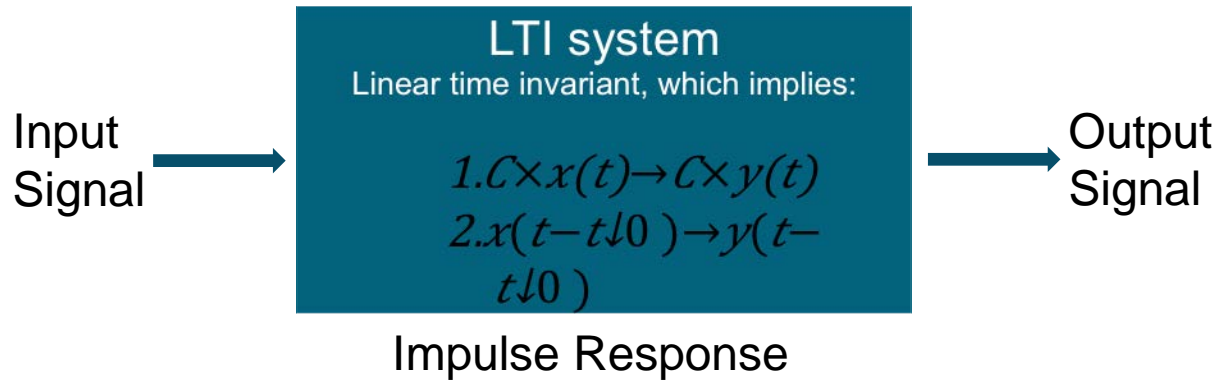 LTI system
Linear time invariant, which implies:
Input
Signal
1.C×x(t)→C×y(t)
2.x(t−t↓0 )→y(t−
t↓0 )
Output
Signal
Impulse Response